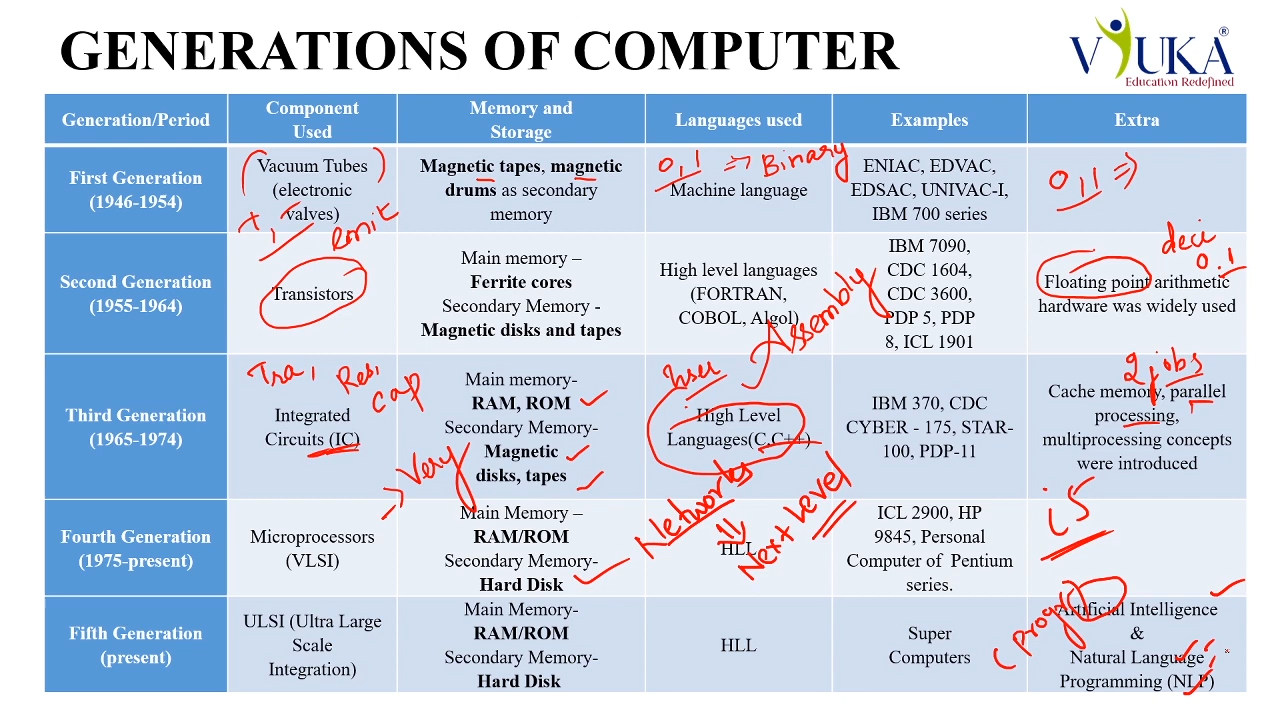 GENERATIONS OF COMPUTER
VIUKA®
Education Redefined
Generation/Period
Component
Used
Memory and
Storage
Languages used
Examples
Extra
First Generation
(1946-1954)
Vacuum Tubes
(electronic
valves)
+, -
emit
Magnetic tapes, magnetic
drums as secondary
memory
0,1 => Binary
Machine language
ENIAC, EDVAC,
EDSAC, UNIVAC-I,
IBM 700 series
0,1 =>
Second Generation
(1955-1964)
Transistors
Main memory –
Ferrite cores
Secondary Memory -
Magnetic disks and tapes
High level languages
(FORTRAN,
COBOL, Algol)
Assembly
IBM 7090,
CDC 1604,
CDC 3600,
PDP 5, PDP
8, ICL 1901
deci
0.1
Floating point arithmetic
hardware was widely used
Third Generation
(1965-1974)
Tra, Res,
cap
Integrated
Circuits (IC)
Main memory-
RAM, ROM
Secondary Memory-
Magnetic
disks, tapes
User
High Level
Languages(C,C++)
IBM 370, CDC
CYBER - 175, STAR-
100, PDP-11
2 jobs
Cache memory, parallel
processing,
multiprocessing concepts
were introduced
Fourth Generation
(1975-present)
Very
Microprocessors
(VLSI)
Main Memory –
RAM/ROM
Secondary Memory-
Hard Disk
Networks
Next Level
HLL
ICL 2900, HP
9845, Personal
Computer of Pentium
series.
i5
Fifth Generation
(present)
ULSI (Ultra Large
Scale
Integration)
Main Memory-
RAM/ROM
Secondary Memory-
Hard Disk
HLL
Super
Computers
Artificial Intelligence
&
Natural Language
Programming (NLP)